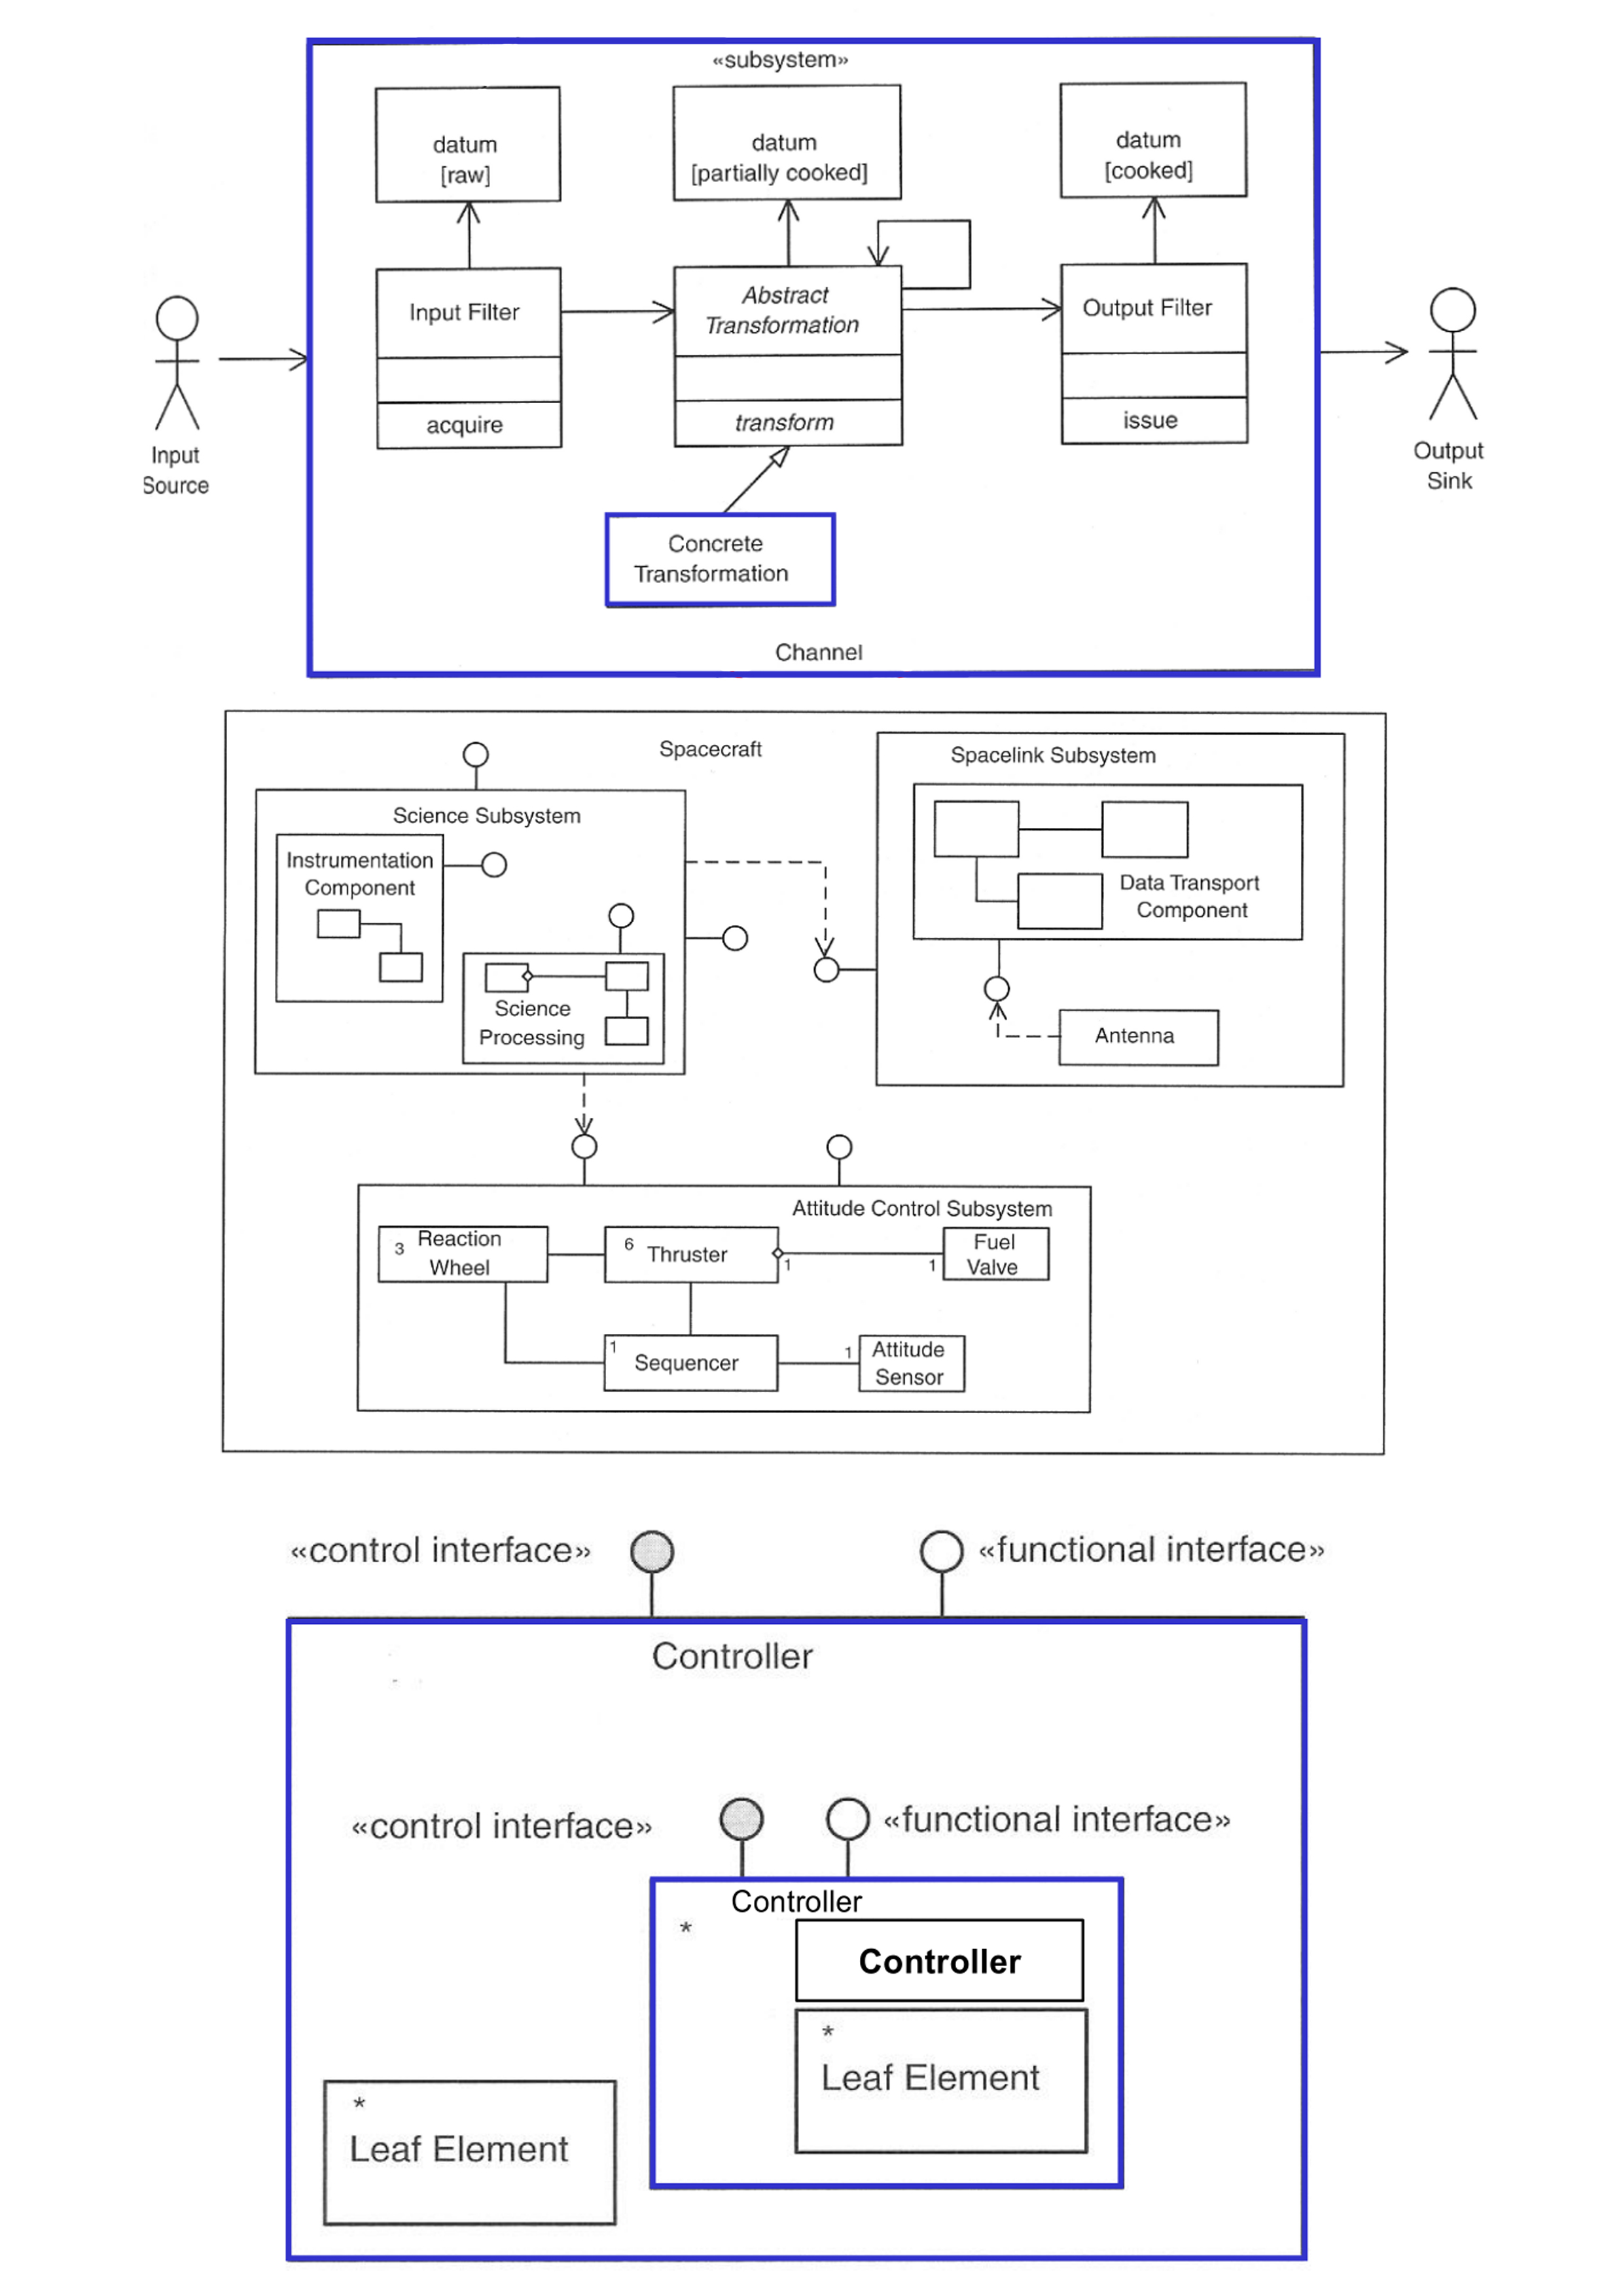 «subsystem»
datum
[raw]
datum
[partially cooked]
datum
[cooked]
Input Filter
acquire
Abstract
Transformation
transform
Output Filter
issue
Input
Source
Output
Sink
Concrete
Transformation
Channel
Spacecraft
Science Subsystem
Instrumentation
Component
Science
Processing
Spacelink Subsystem
Data Transport
Component
Antenna
Attitude Control Subsystem
3
Reaction
Wheel
6
Thruster
1
1
Fuel
Valve
1
Sequencer
1
Attitude
Sensor
«control interface»
«functional interface»
Controller
«control interface»
«functional interface»
Controller
*
Controller
*
Leaf Element
*
Leaf Element